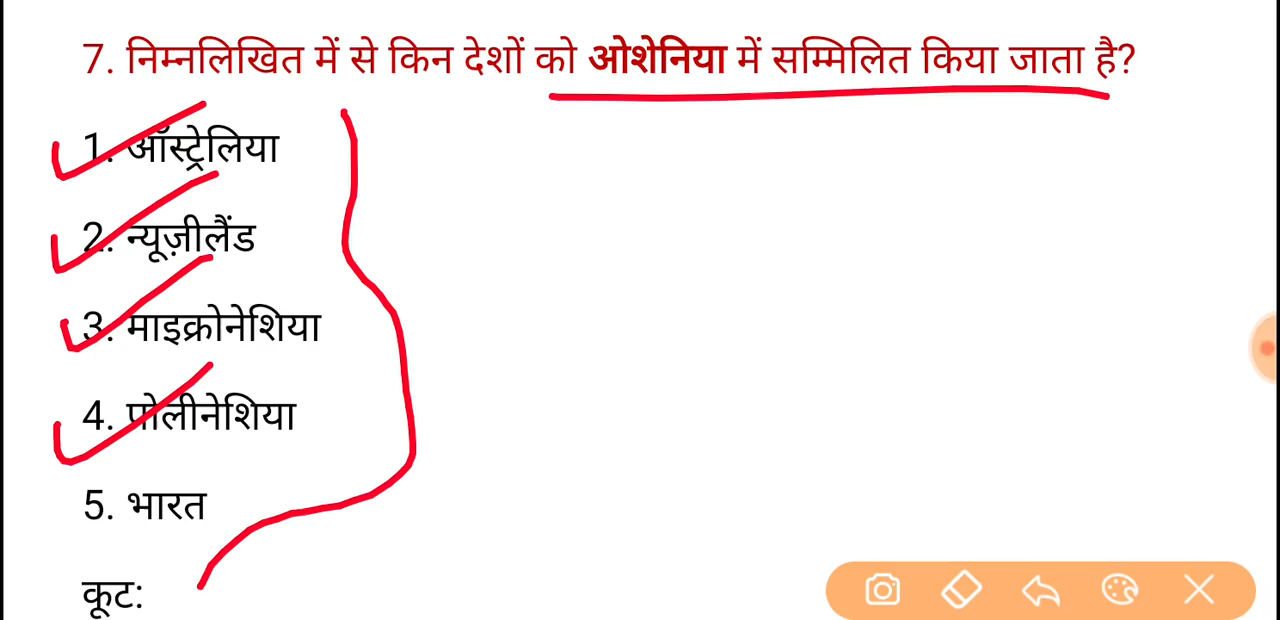 7. निम्नलिखित में से किन देशों को ओशेनिया में सम्मिलित किया जाता है?
1. ऑस्ट्रेलिया
2. न्यूज़ीलैंड
3. माइक्रोनेशिया
4. पोलीनेशिया
5. भारत
कूट: